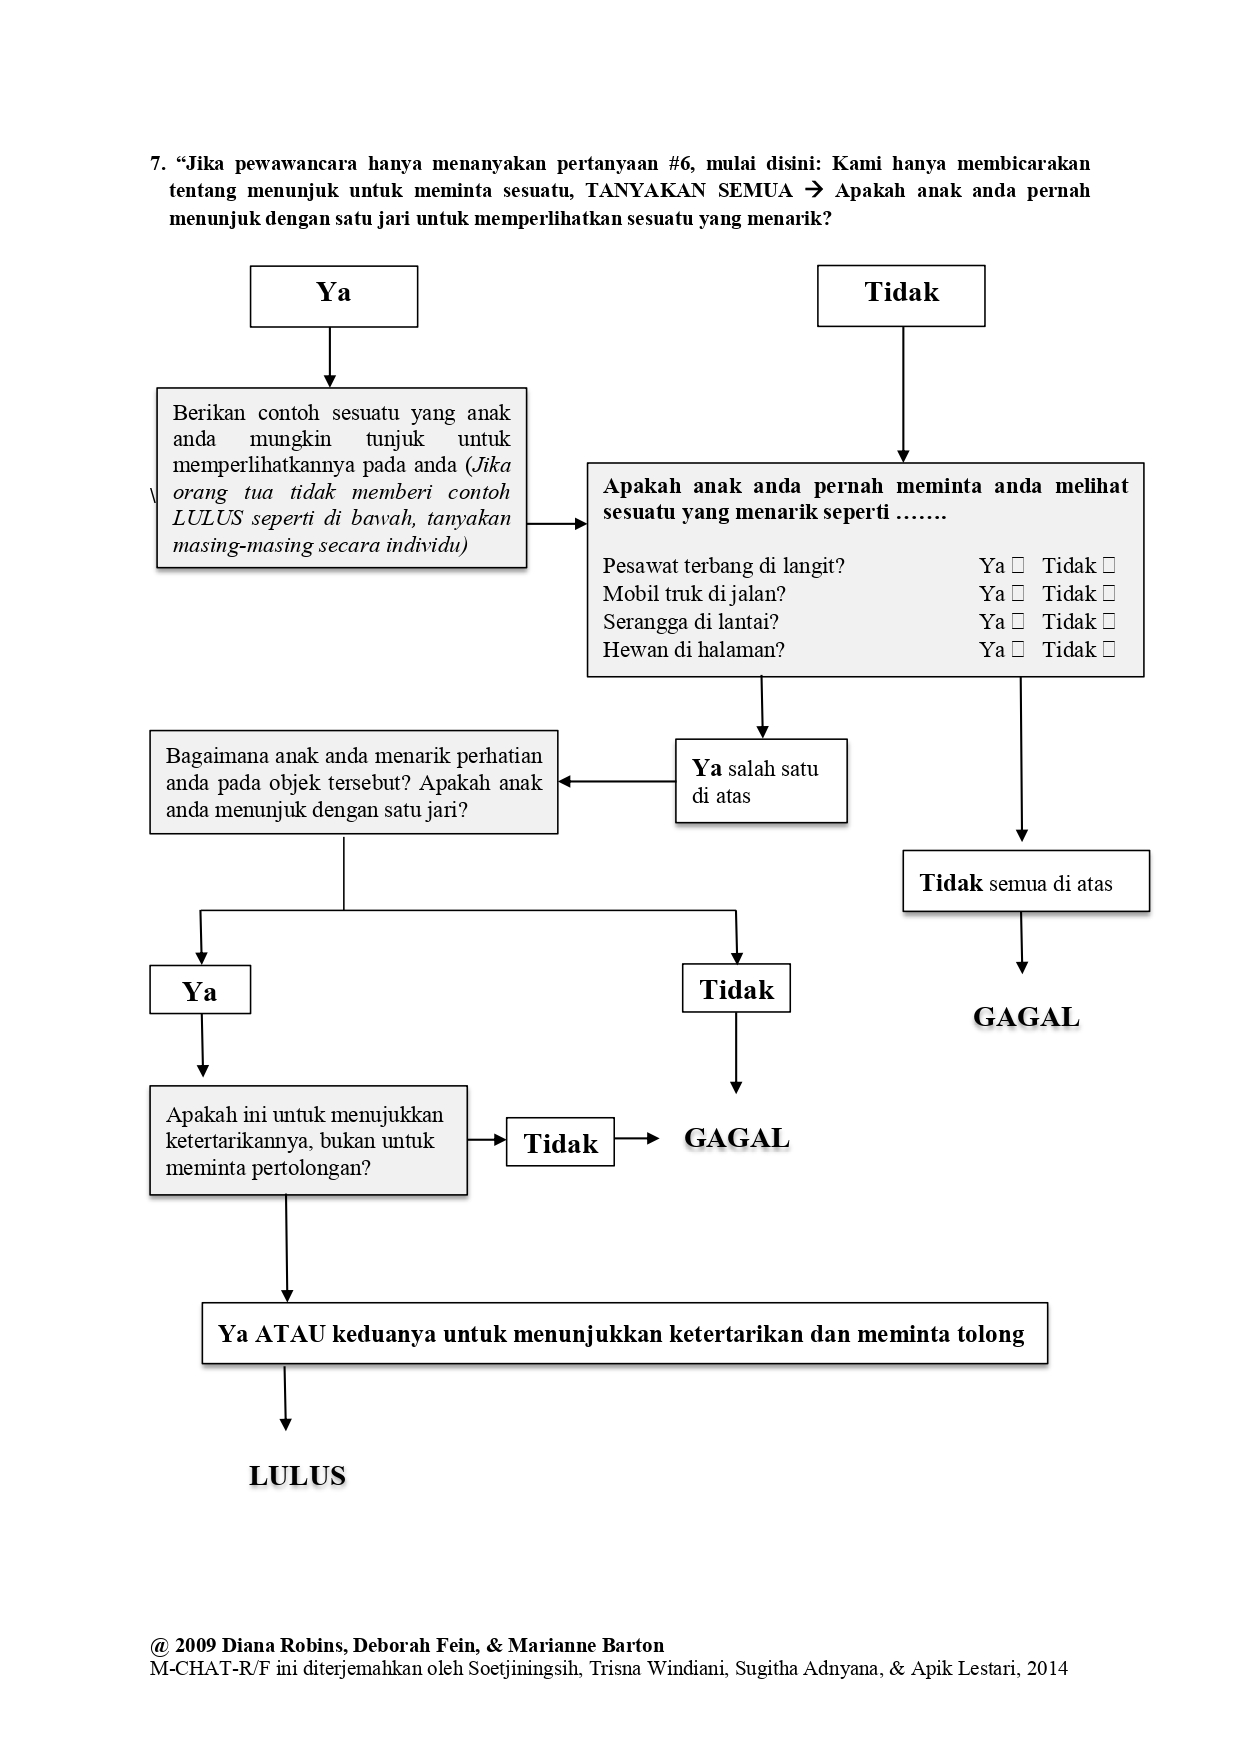 7. “Jika pewawancara hanya menanyakan pertanyaan #6, mulai disini: Kami hanya membicarakan
tentang menunjuk untuk meminta sesuatu, TANYAKAN SEMUA → Apakah anak anda pernah
menunjuk dengan satu jari untuk memperlihatkan sesuatu yang menarik?
Ya
Tidak
Berikan contoh sesuatu yang anak
anda mungkin tunjuk untuk
memperlihatkannya pada anda (Jika
orang tua tidak memberi contoh
LULUS seperti di bawah, tanyakan
masing-masing secara individu)
\
Apakah anak anda pernah meminta anda melihat
sesuatu yang menarik seperti …….
Pesawat terbang di langit? Ya □ Tidak □
Mobil truk di jalan? Ya □ Tidak □
Serangga di lantai? Ya □ Tidak □
Hewan di halaman? Ya □ Tidak □
Bagaimana anak anda menarik perhatian
anda pada objek tersebut? Apakah anak
anda menunjuk dengan satu jari?
Ya salah satu
di atas
Tidak semua di atas
Ya
Tidak
GAGAL
Apakah ini untuk menujukkan
ketertarikannya, bukan untuk
meminta pertolongan?
Tidak
GAGAL
Ya ATAU keduanya untuk menunjukkan ketertarikan dan meminta tolong
LULUS
@ 2009 Diana Robins, Deborah Fein, & Marianne Barton
M-CHAT-R/F ini diterjemahkan oleh Soetjiningsih, Trisna Windiani, Sugitha Adnyana, & Apik Lestari, 2014